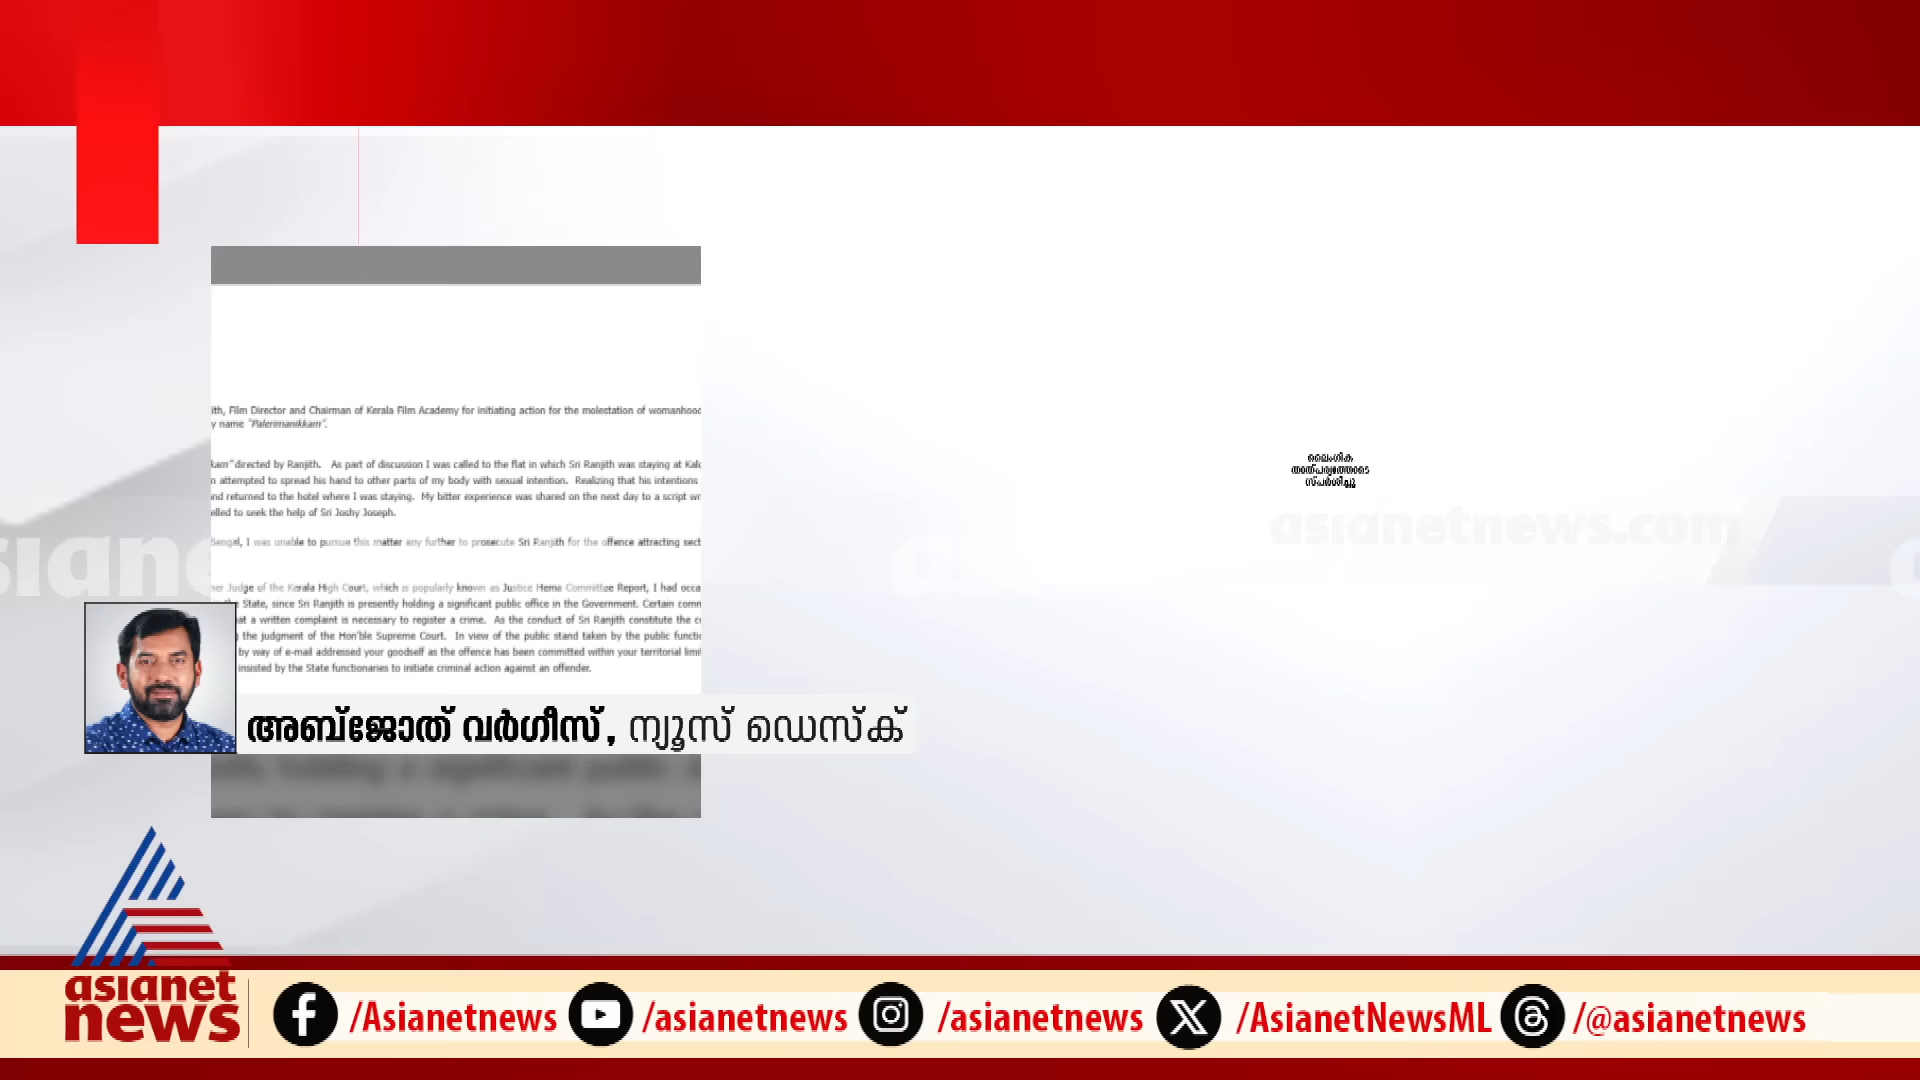 ith, Film Director and Chairman of Kerala Film Academy for initiating action for the molestation of womanhood
y name "Palerimanikkam".
kam" directed by Ranjith. As part of discussion I was called to the flat in which Sri Ranjith was staying at Kalo
n attempted to spread his hand to other parts of my body with sexual intention. Realizing that his intentions
nd returned to the hotel where I was staying. My bitter experience was shared on the next day to a script wr
elled to seek the help of Sri Joshy Joseph.
Bengal, I was unable to pursue this matter any further to prosecute Sri Ranjith for the offence attracting sect
ner Judge of the Kerala High Court, which is popularly known as Justice Hema Committee Report, I had occa
the State, since Sri Ranjith is presently holding a significant public office in the Government. Certain comm
at a written complaint is necessary to register a crime. As the conduct of Sri Ranjith constitute the
the judgment of the Hon'ble Supreme Court. In view of the public stand taken by the public functi
by way of e-mail addressed your goodself as the offence has been committed within your territorial limit
insisted by the State functionaries to initiate criminal action against an offender.
ലൈംഗിക
താത്പര്യത്തോടെ
സ്പർശിച്ചു
asianetnews.com
അബ്ജോത് വർഗീസ്, ന്യൂസ് ഡെസ്ക്
asianet
news
/Asianetnews /asianetnews /asianetnews /AsianetNewsML /@asianetnews